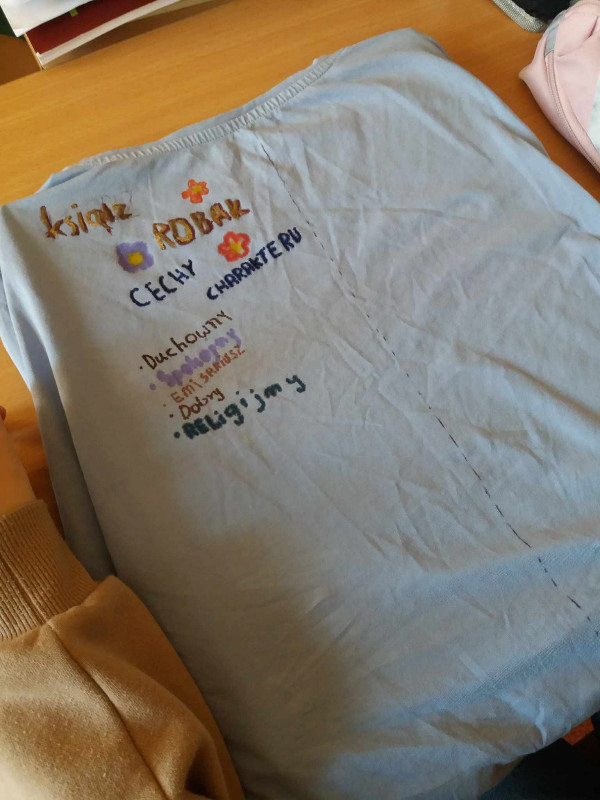 ksiądz
ROBAK
CECHY CHARAKTERU
• Duchowny
• Spokojny
• EMiSARIUSZ
• Dobry
• RELigijny